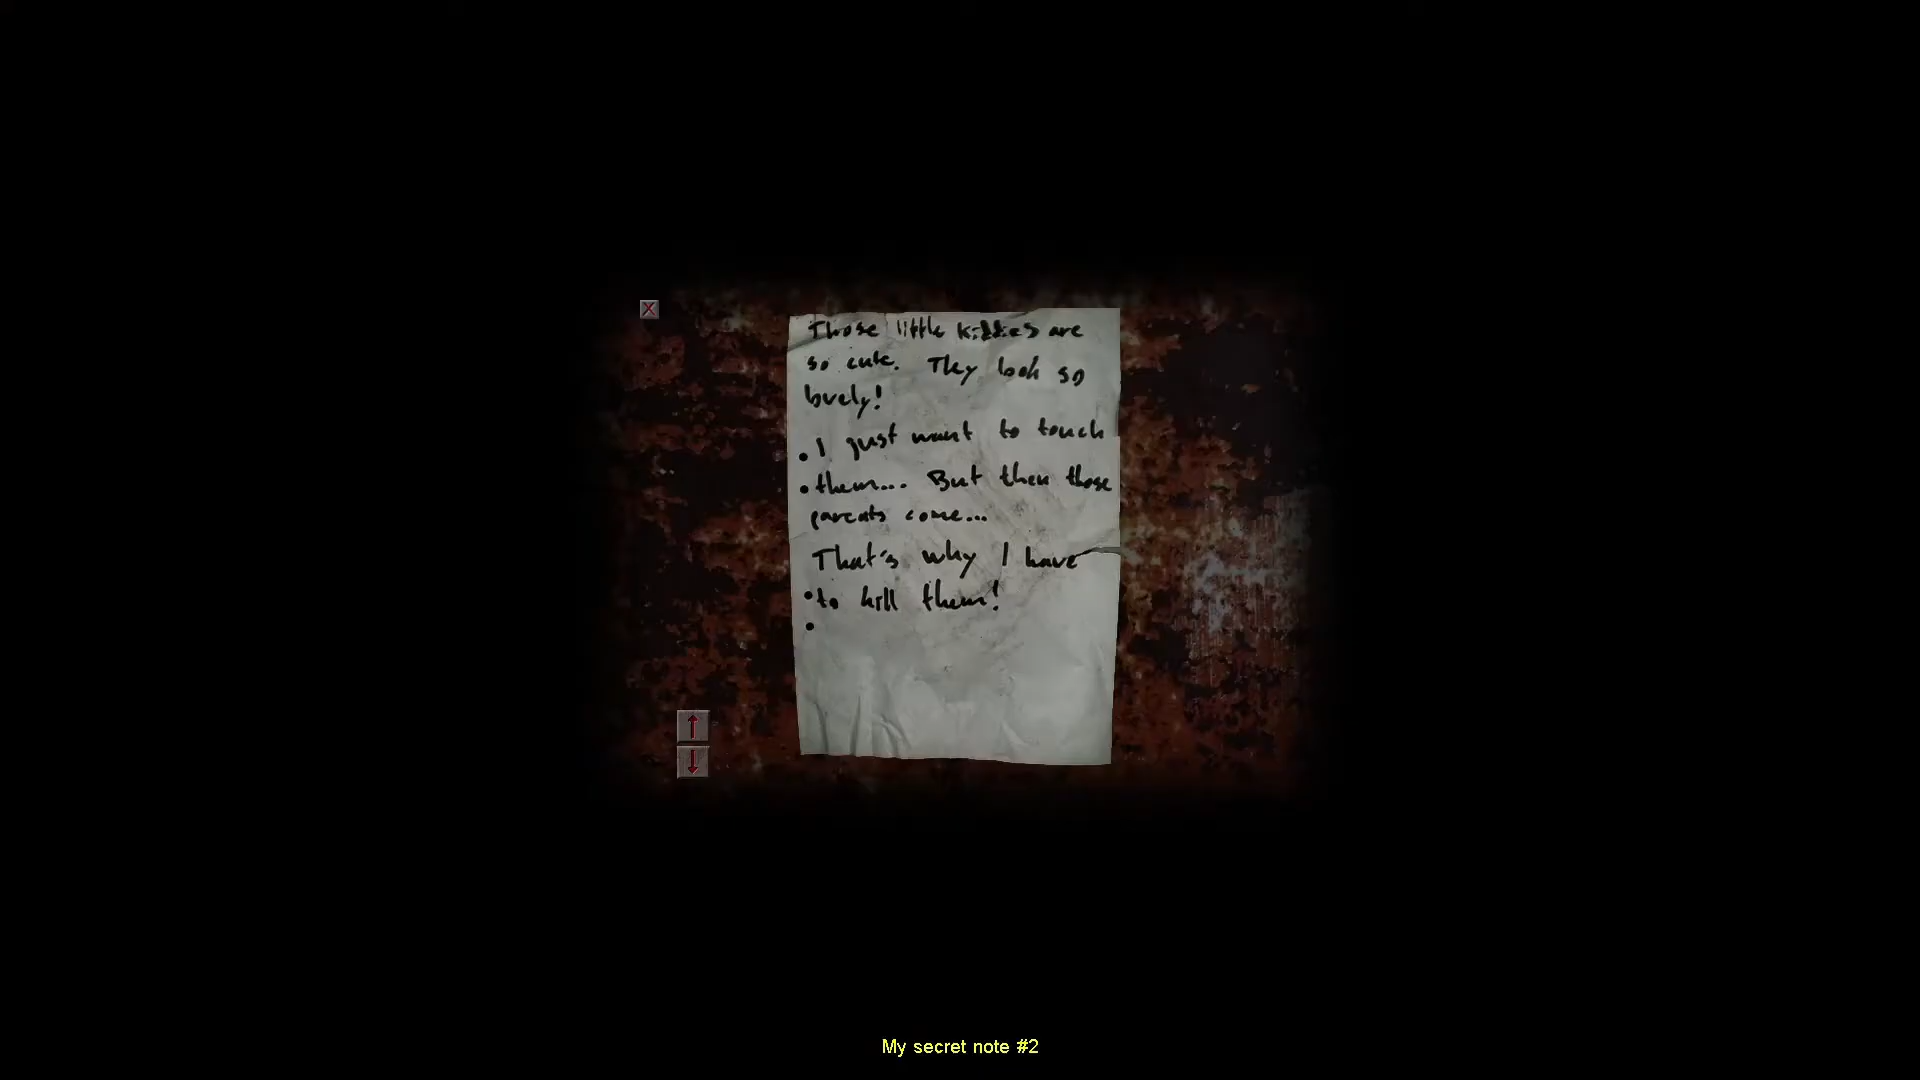 Those little kitties are
so cute. They look so
lovely!
• I just want to touch
• them... But then those
parents come...
That's why I have
• to kill them!
•
My secret note #2